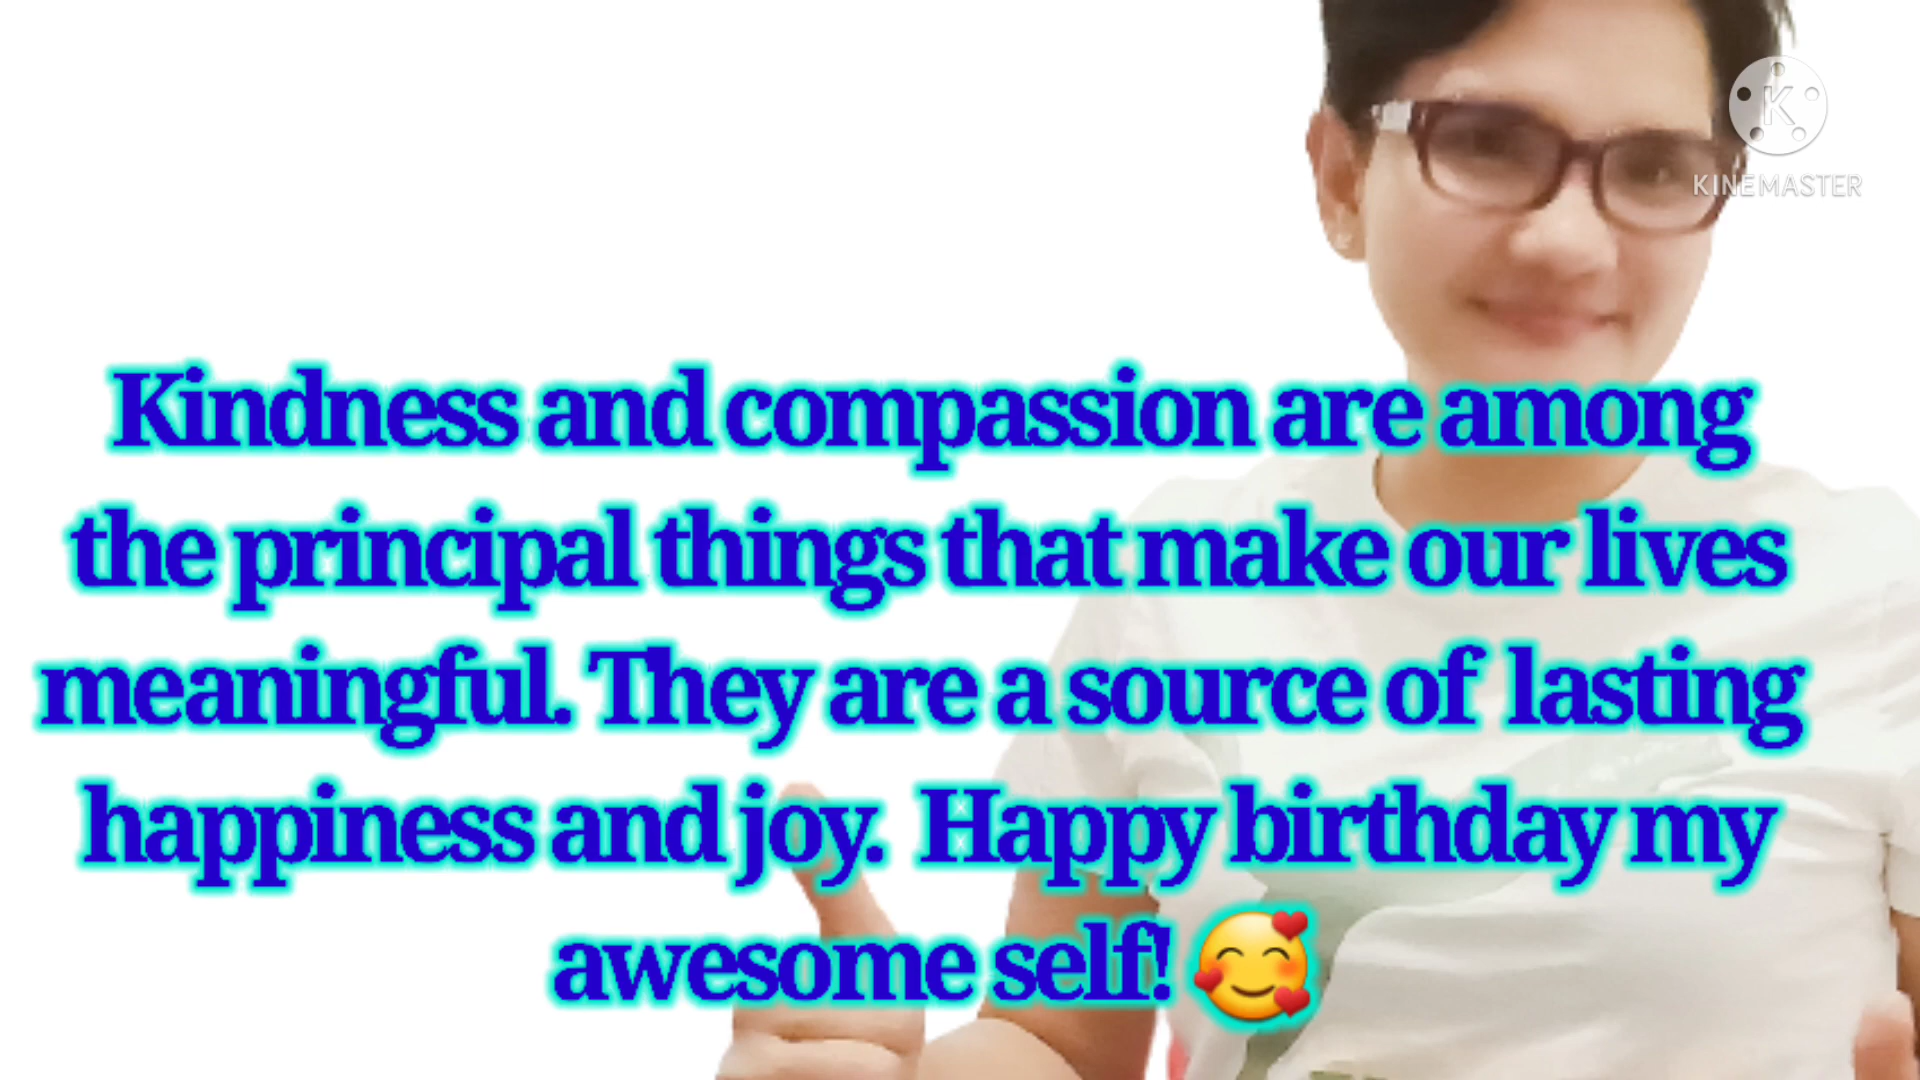 K
KINEMASTER
Kindness and compassion are among
the principal things that make our lives
meaningful. They are a source of lasting
happiness and joy. Happy birthday my
awesome self! 🥰